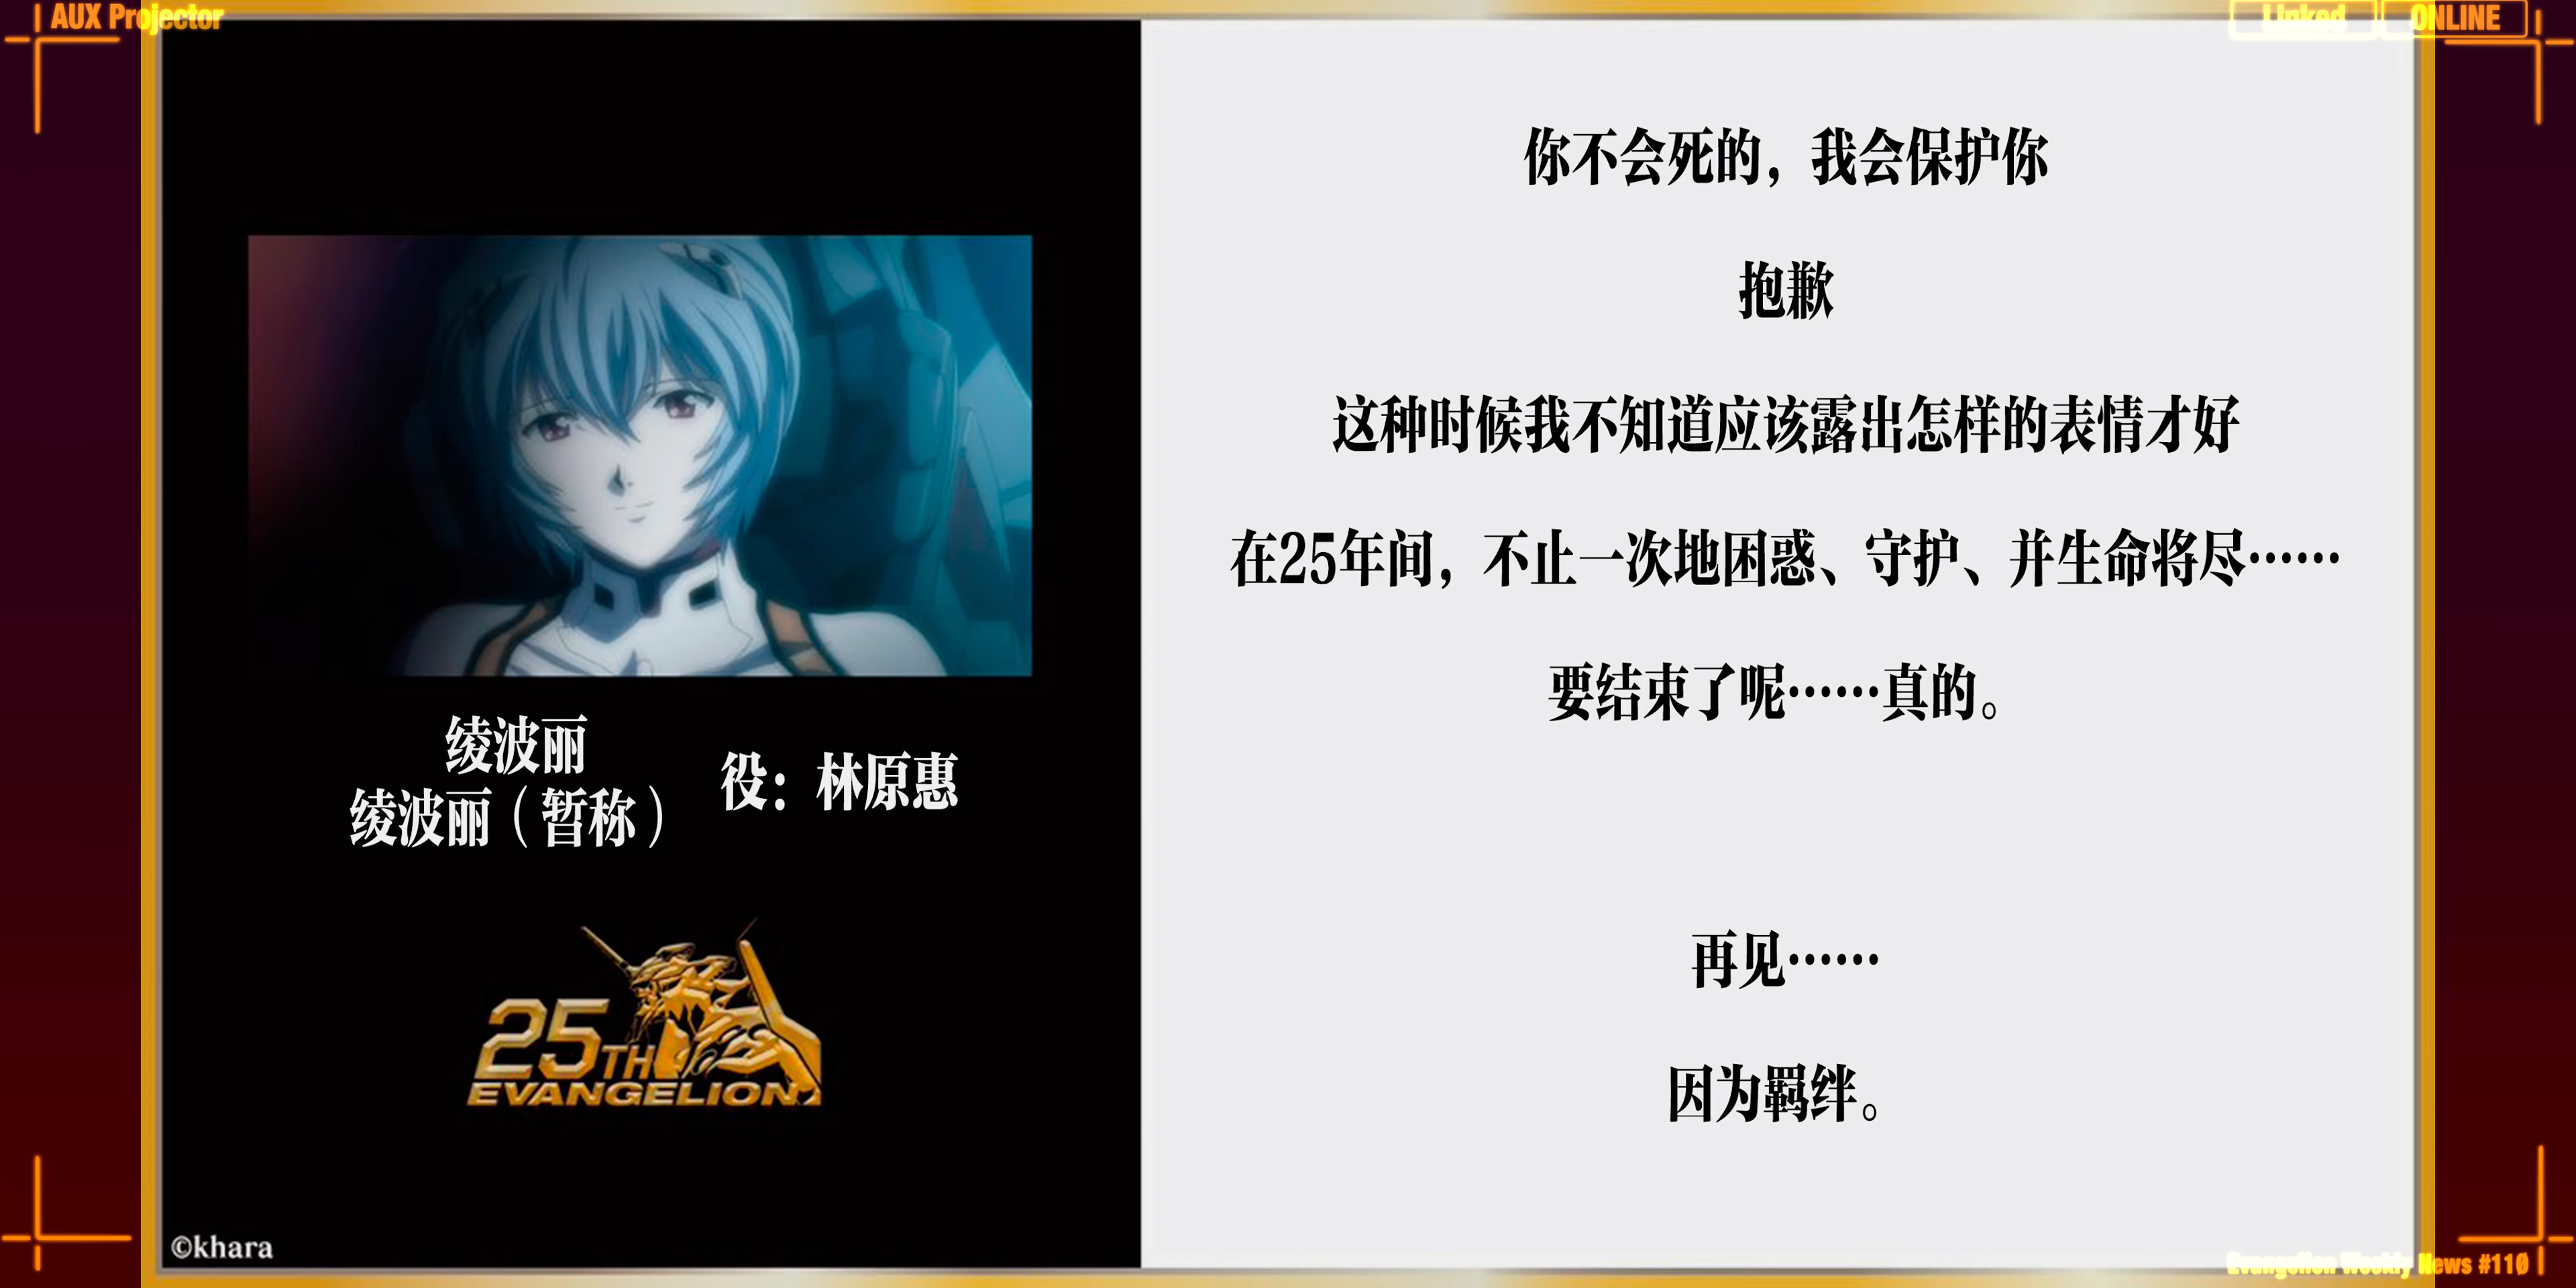 AUX Projector
Linked
ONLINE
你不会死的，我会保护你
抱歉
这种时候我不知道应该露出怎样的表情才好
在25年间，不止一次地困惑、守护、并生命将尽……
要结束了呢……真的。
再见……
因为羁绊。
绫波丽
绫波丽（暂称）
役：林原惠
25TH
EVANGELION
©khara
Evangelion Weekly News #110